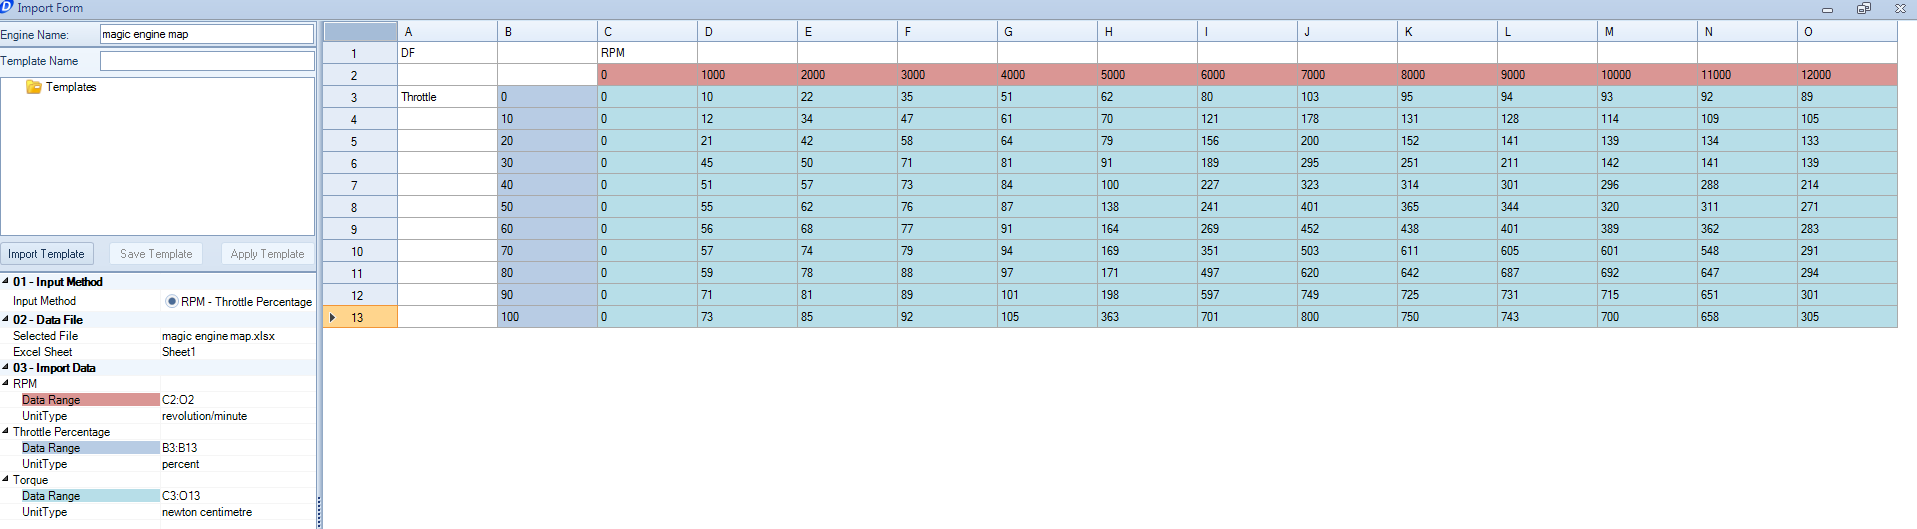 Import Form
Engine Name: magic engine map
Template Name
Templates
Import Template Save Template Apply Template
01 - Input Method
Input Method RPM - Throttle Percentage
02 - Data File
Selected File magic engine map.xlsx
Excel Sheet Sheet1
03 - Import Data
RPM
Data Range C2:O2
UnitType revolution/minute
Throttle Percentage
Data Range B3:B13
UnitType percent
Torque
Data Range C3:O13
UnitType newton centimetre
A B C D E F G H I J K L M N O
1 DF RPM
2 0 1000 2000 3000 4000 5000 6000 7000 8000 9000 10000 11000 12000
3 Throttle 0 0 10 22 35 51 62 80 103 95 94 93 92 89
4 10 0 12 34 47 61 70 121 178 131 128 114 109 105
5 20 0 21 42 58 64 79 156 200 152 141 139 134 133
6 30 0 45 50 71 81 91 189 295 251 211 142 141 139
7 40 0 51 57 73 84 100 227 323 314 301 296 288 214
8 50 0 55 62 76 87 138 241 401 365 344 320 311 271
9 60 0 56 68 77 91 164 269 452 438 401 389 362 283
10 70 0 57 74 79 94 169 351 503 611 605 601 548 291
11 80 0 59 78 88 97 171 497 620 642 687 692 647 294
12 90 0 71 81 89 101 198 597 749 725 731 715 651 301
13 100 0 73 85 92 105 363 701 800 750 743 700 658 305